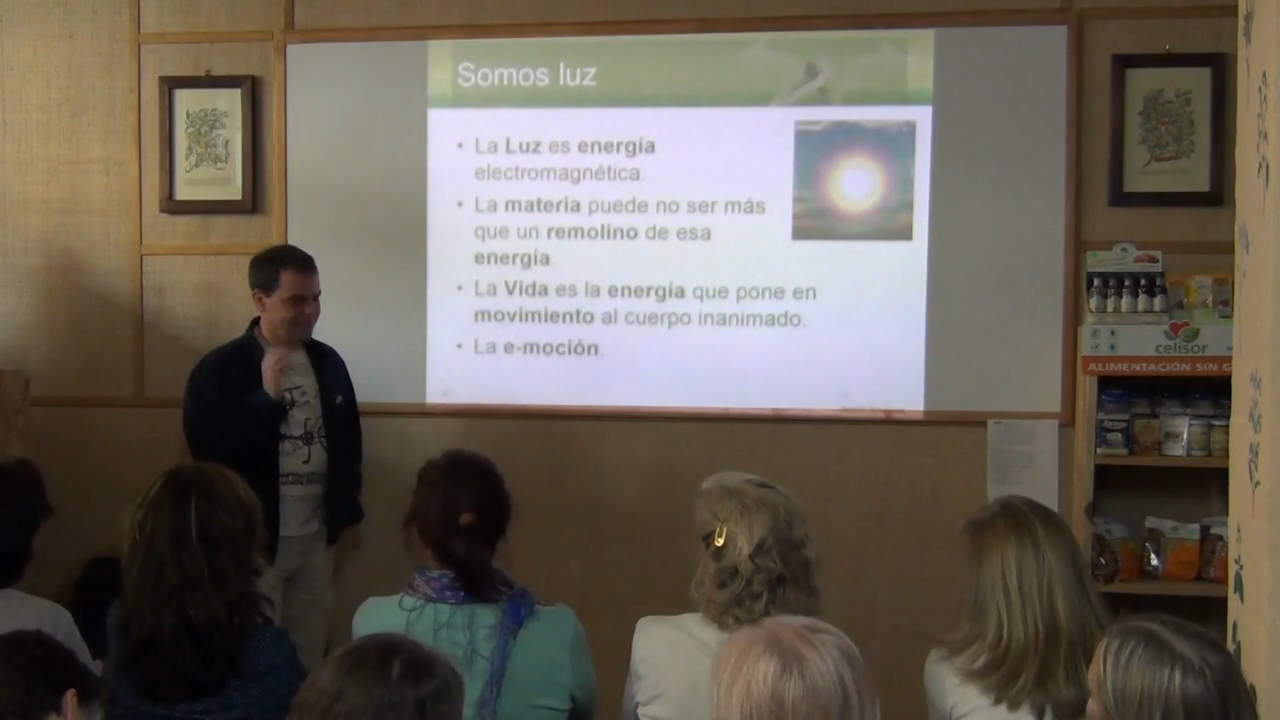 Somos luz
• La Luz es energía
electromagnética.
• La materia puede no ser más
que un remolino de esa
energía.
• La Vida es la energía que pone en
movimiento al cuerpo inanimado.
• La e-moción.
celisor
ALIMENTACIÓN SIN G